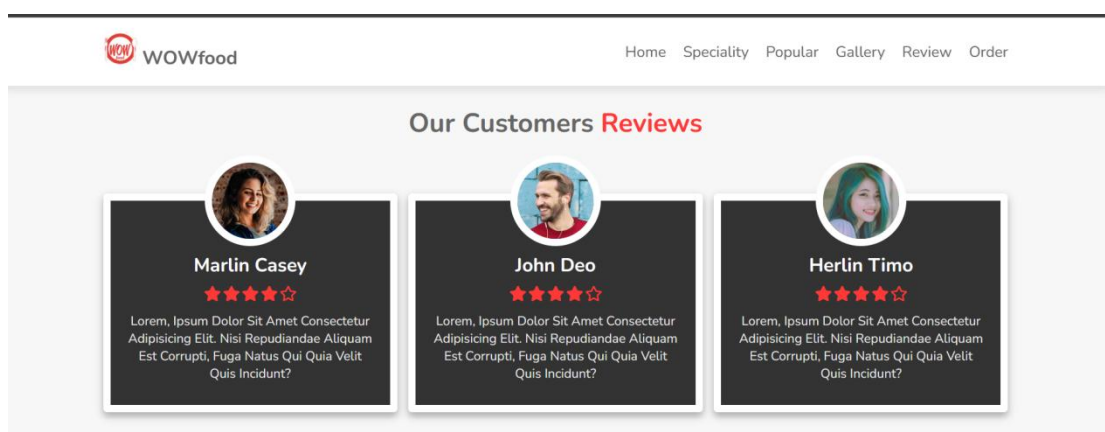 WOW
WOWfood
Home Speciality Popular Gallery Review Order
Our Customers Reviews
Marlin Casey
Lorem, Ipsum Dolor Sit Amet Consectetur
Adipisicing Elit. Nisi Repudiandae Aliquam
Est Corrupti, Fuga Natus Qui Quia Velit
Quis Incidunt?
John Deo
Lorem, Ipsum Dolor Sit Amet Consectetur
Adipisicing Elit. Nisi Repudiandae Aliquam
Est Corrupti, Fuga Natus Qui Quia Velit
Quis Incidunt?
Herlin Timo
Lorem, Ipsum Dolor Sit Amet Consectetur
Adipisicing Elit. Nisi Repudiandae Aliquam
Est Corrupti, Fuga Natus Qui Quia Velit
Quis Incidunt?